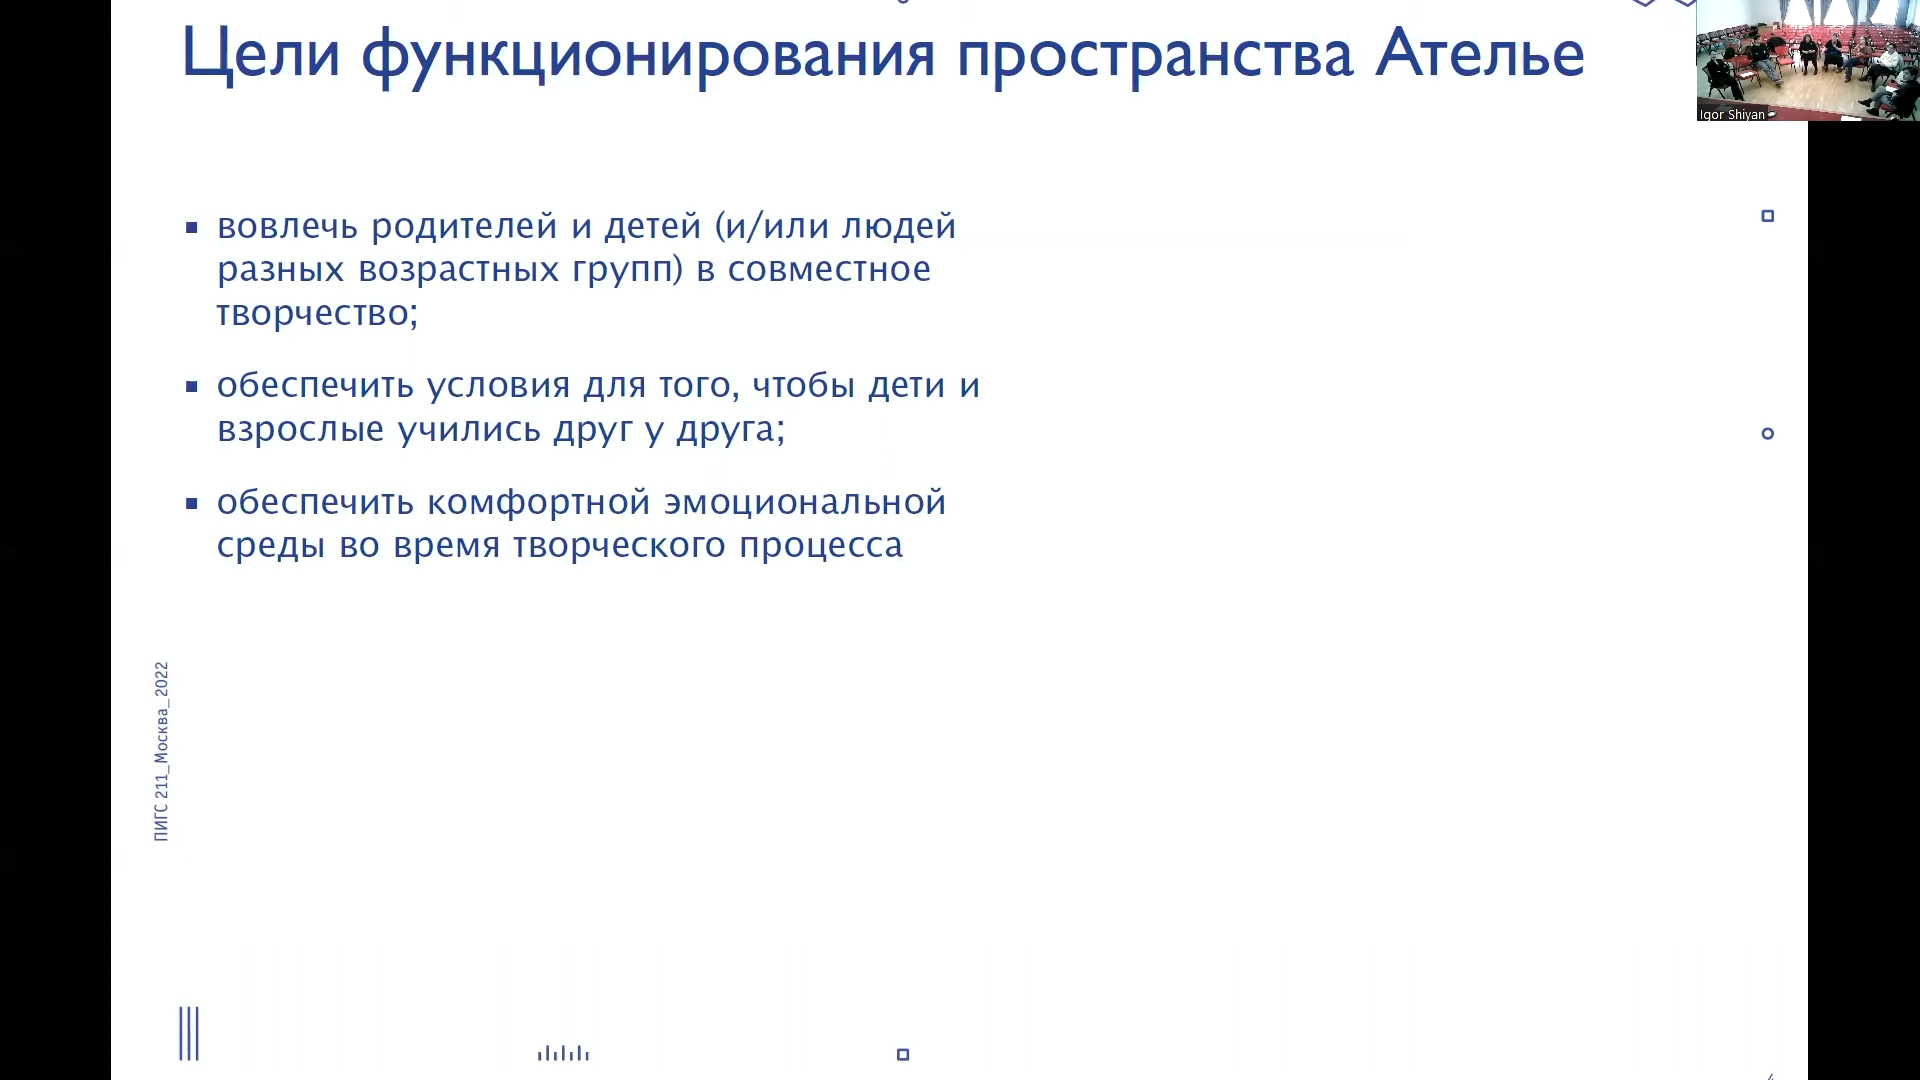 Цели функционирования пространства Ателье
Igor Shiyan
вовлечь родителей и детей (и/или людей
разных возрастных групп) в совместное
творчество;
обеспечить условия для того, чтобы дети и
взрослые учились друг у друга;
обеспечить комфортной эмоциональной
среды во время творческого процесса
ПИГС 211_Москва_2022